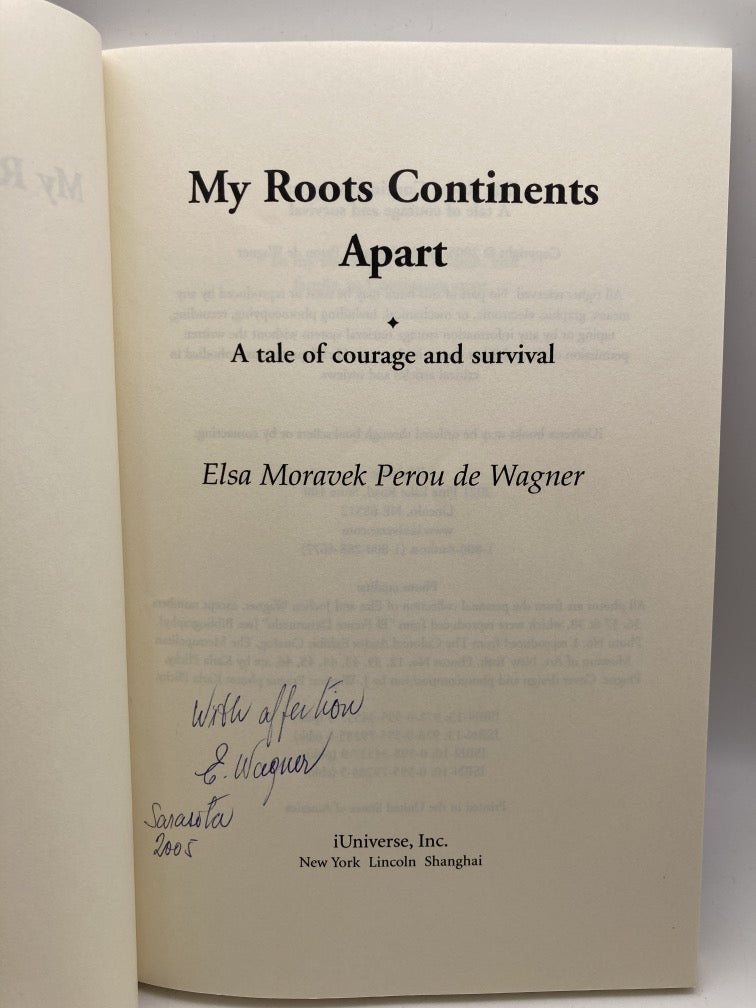 My Roots Continents
Apart
A tale of courage and survival
Elsa Moravek Perou de Wagner
With affection
E. Wagner
Sarasota
2005
iUniverse, Inc.
New York Lincoln Shanghai